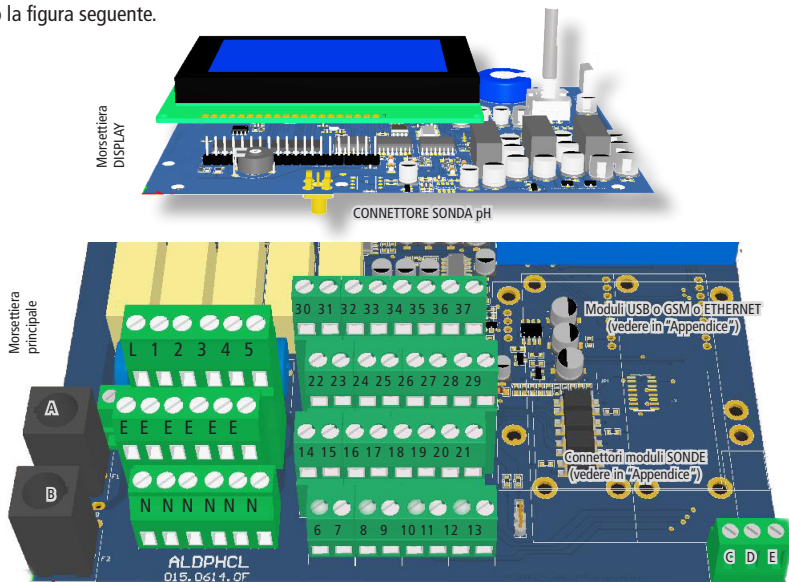 o la figura seguente.
Morsettiera
DISPLAY
CONNETTORE SONDA pH
Morsettiera
principale
30 31 32 33 34 35 36 37
L 1 2 3 4 5
Moduli USB o GSM o ETHERNET
(vedere in “Appendice”)
22 23 24 25 26 27 28 29
A
E E E E E E
14 15 16 17 18 19 20 21
Connettori moduli SONDE
(vedere in “Appendice”)
B
F1
N N N N N N
6 7 8 9 10 11 12 13
F2
ALDPHCL
015.0614.0F
C D E